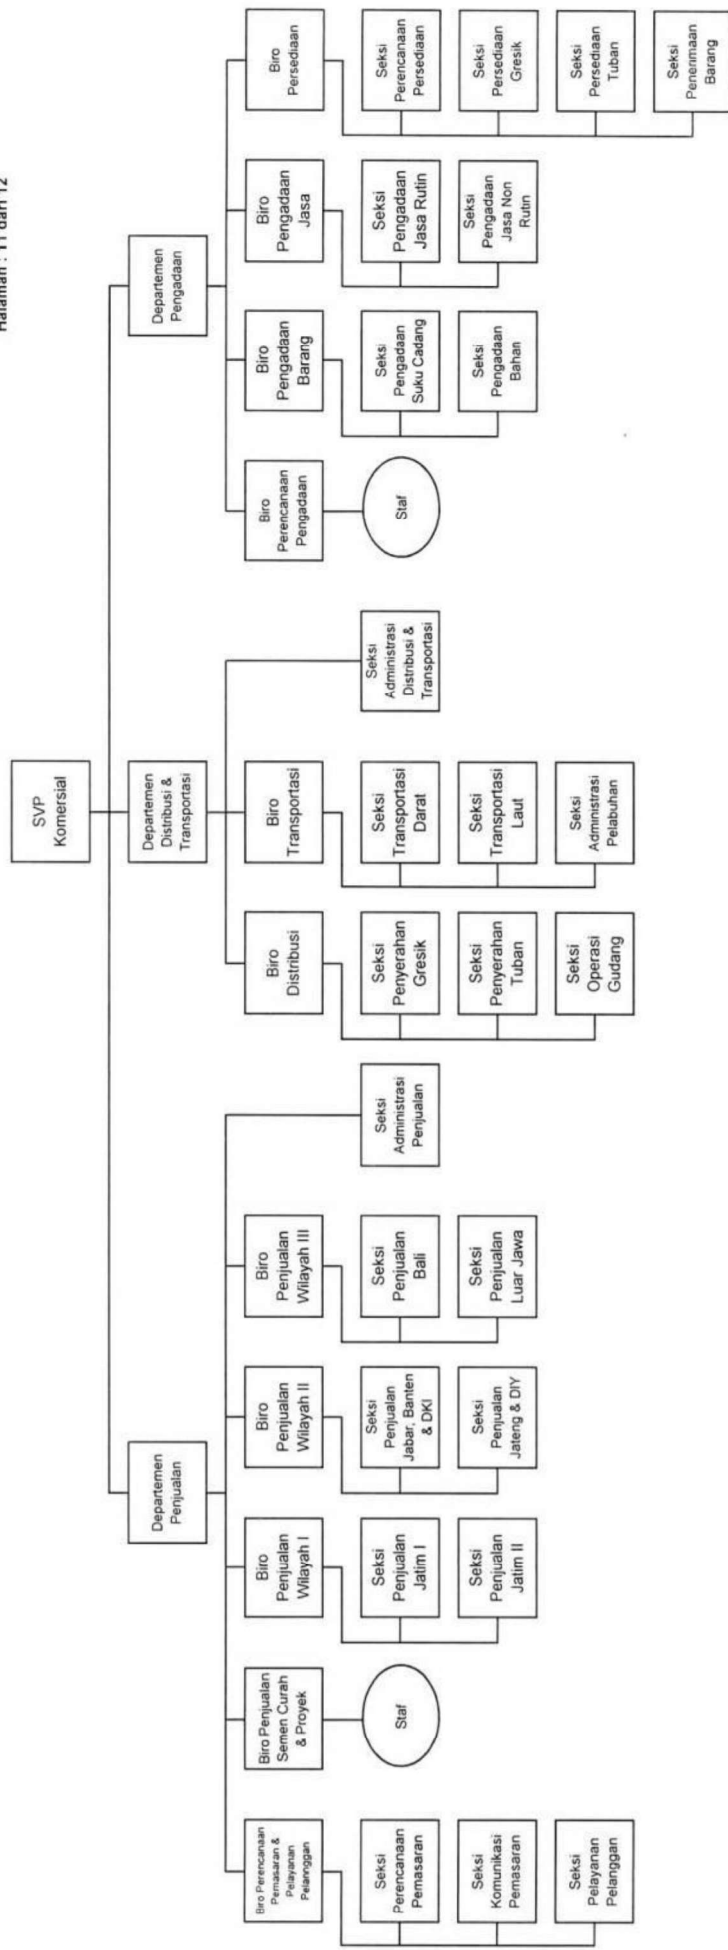 Halaman : 11 dari 12
SVP
Komersial
Departemen
Penjualan
Departemen
Distribusi &
Transportasi
Departemen
Pengadaan
Biro Perencanaan
Pemasaran &
Pelayanan
Pelannggan
Biro Penjualan
Semen Curah
& Proyek
Biro
Penjualan
Wilayah I
Biro
Penjualan
Wilayah II
Biro
Penjualan
Wilayah III
Biro
Distribusi
Biro
Transportasi
Biro
Perencanaan
Pengadaan
Biro
Pengadaan
Barang
Biro
Pengadaan
Jasa
Biro
Persediaan
Seksi
Perencanaan
Pemasaran
Staf
Seksi
Penjualan
Jatim I
Seksi
Penjualan
Jabar, Banten
& DKI
Seksi
Penjualan
Bali
Seksi
Administrasi
Penjualan
Seksi
Penyerahan
Gresik
Seksi
Transportasi
Darat
Seksi
Administrasi
Distribusi &
Transportasi
Staf
Seksi
Pengadaan
Suku Cadang
Seksi
Pengadaan
Jasa Rutin
Seksi
Perencanaan
Persediaan
Seksi
Komunikasi
Pemasaran
Seksi
Penjualan
Jatim II
Seksi
Penjualan
Jateng & DIY
Seksi
Penjualan
Luar Jawa
Seksi
Penyerahan
Tuban
Seksi
Transportasi
Laut
Seksi
Pengadaan
Bahan
Seksi
Pengadaan
Jasa Non
Rutin
Seksi
Persediaan
Gresik
Seksi
Pelayanan
Pelanggan
Seksi
Operasi
Gudang
Seksi
Administrasi
Pelabuhan
Seksi
Persediaan
Tuban
Seksi
Penenmaan
Barang